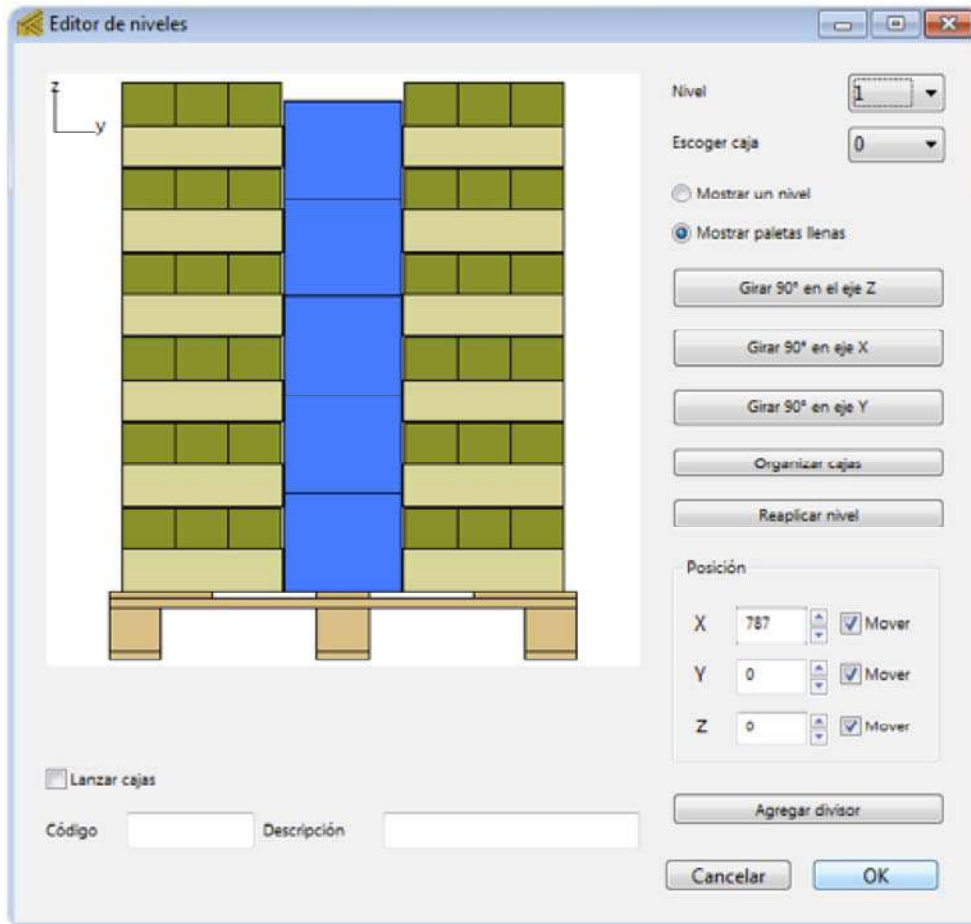 Editor de niveles
z
y
Nivel
1
Escoger caja
0
Mostrar un nivel
Mostrar paletas llenas
Girar 90° en el eje Z
Girar 90° en eje X
Girar 90° en eje Y
Organizar cajas
Reaplicar nivel
Posición
X 787 Mover
Y 0 Mover
Z 0 Mover
Lanzar cajas
Código Descripción
Agregar divisor
Cancelar OK